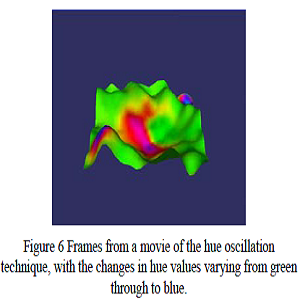 Figure 6 Frames from a movie of the hue oscillation
technique, with the changes in hue values varying from green
through to blue.